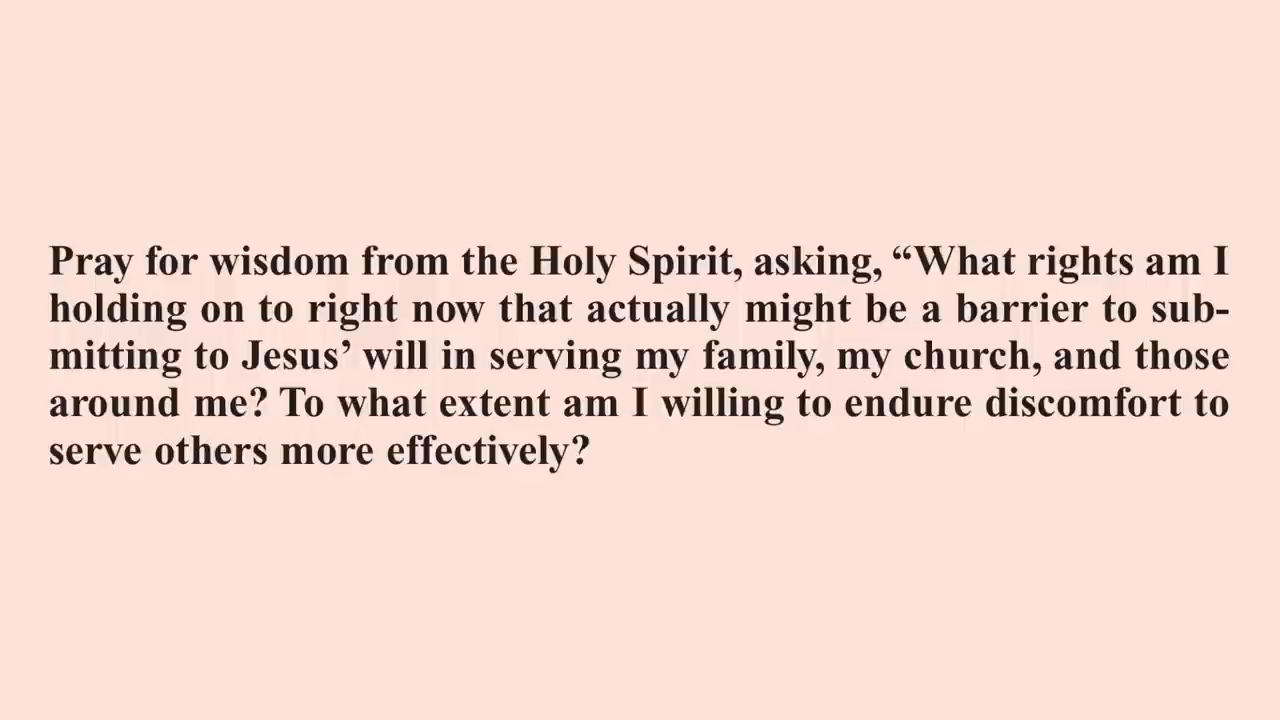 Pray for wisdom from the Holy Spirit, asking, “What rights am I
holding on to right now that actually might be a barrier to sub-
mitting to Jesus’ will in serving my family, my church, and those
around me? To what extent am I willing to endure discomfort to
serve others more effectively?